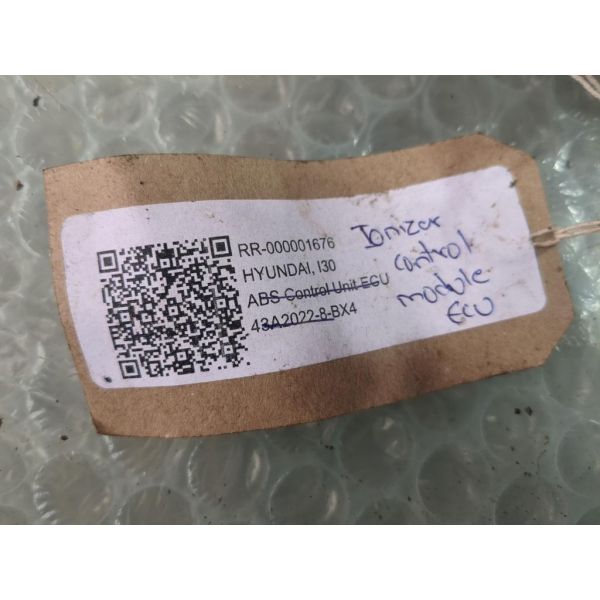 RR-000001676
HYUNDAI, I30
ABS Control Unit ECU
43A2022-8-BX4
Ionizer
control
module
ECU